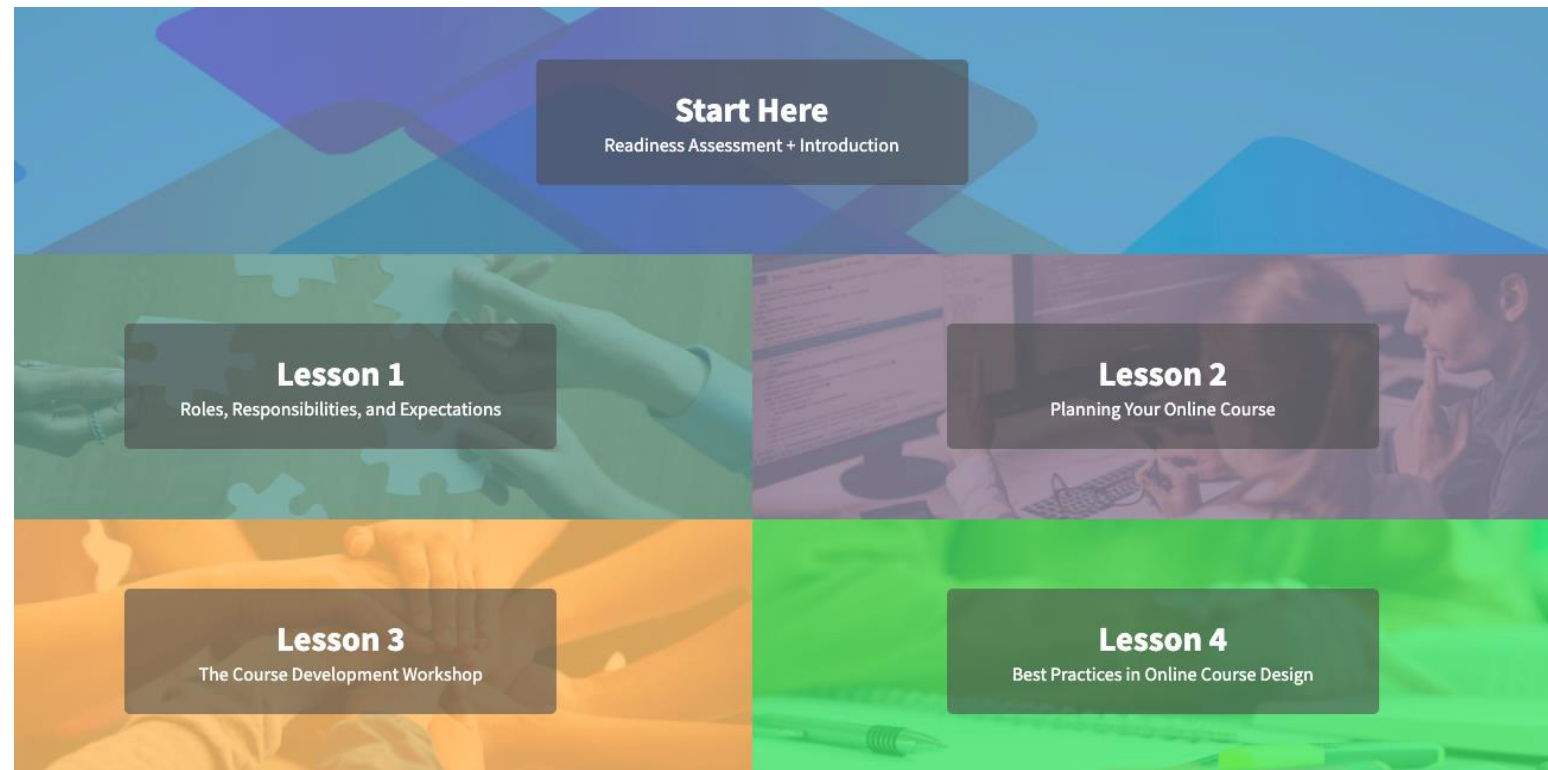 Start Here
Readiness Assessment + Introduction
Lesson 1
Roles, Responsibilities, and Expectations
Lesson 2
Planning Your Online Course
Lesson 3
The Course Development Workshop
Lesson 4
Best Practices in Online Course Design